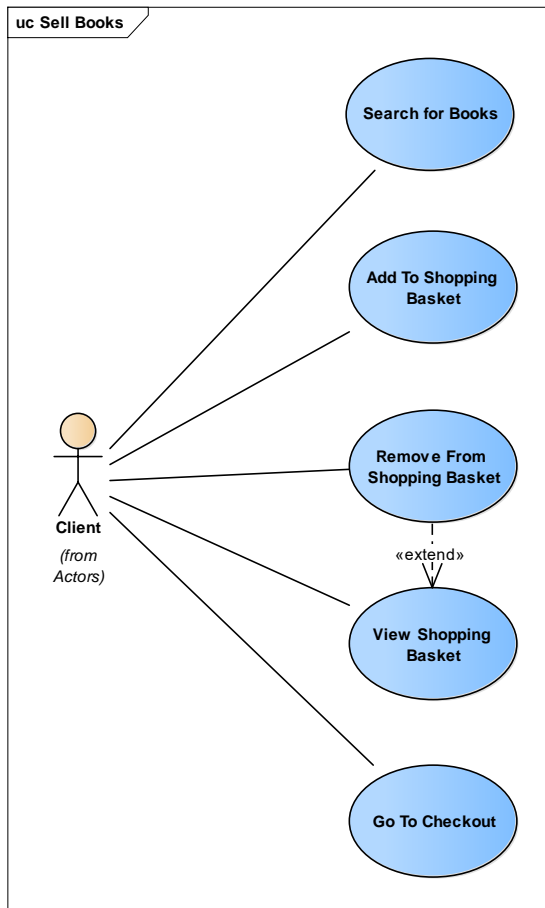 uc Sell Books
Search for Books
Add To Shopping
Basket
Remove From
Shopping Basket
«extend»
Client
(from
Actors)
View Shopping
Basket
Go To Checkout